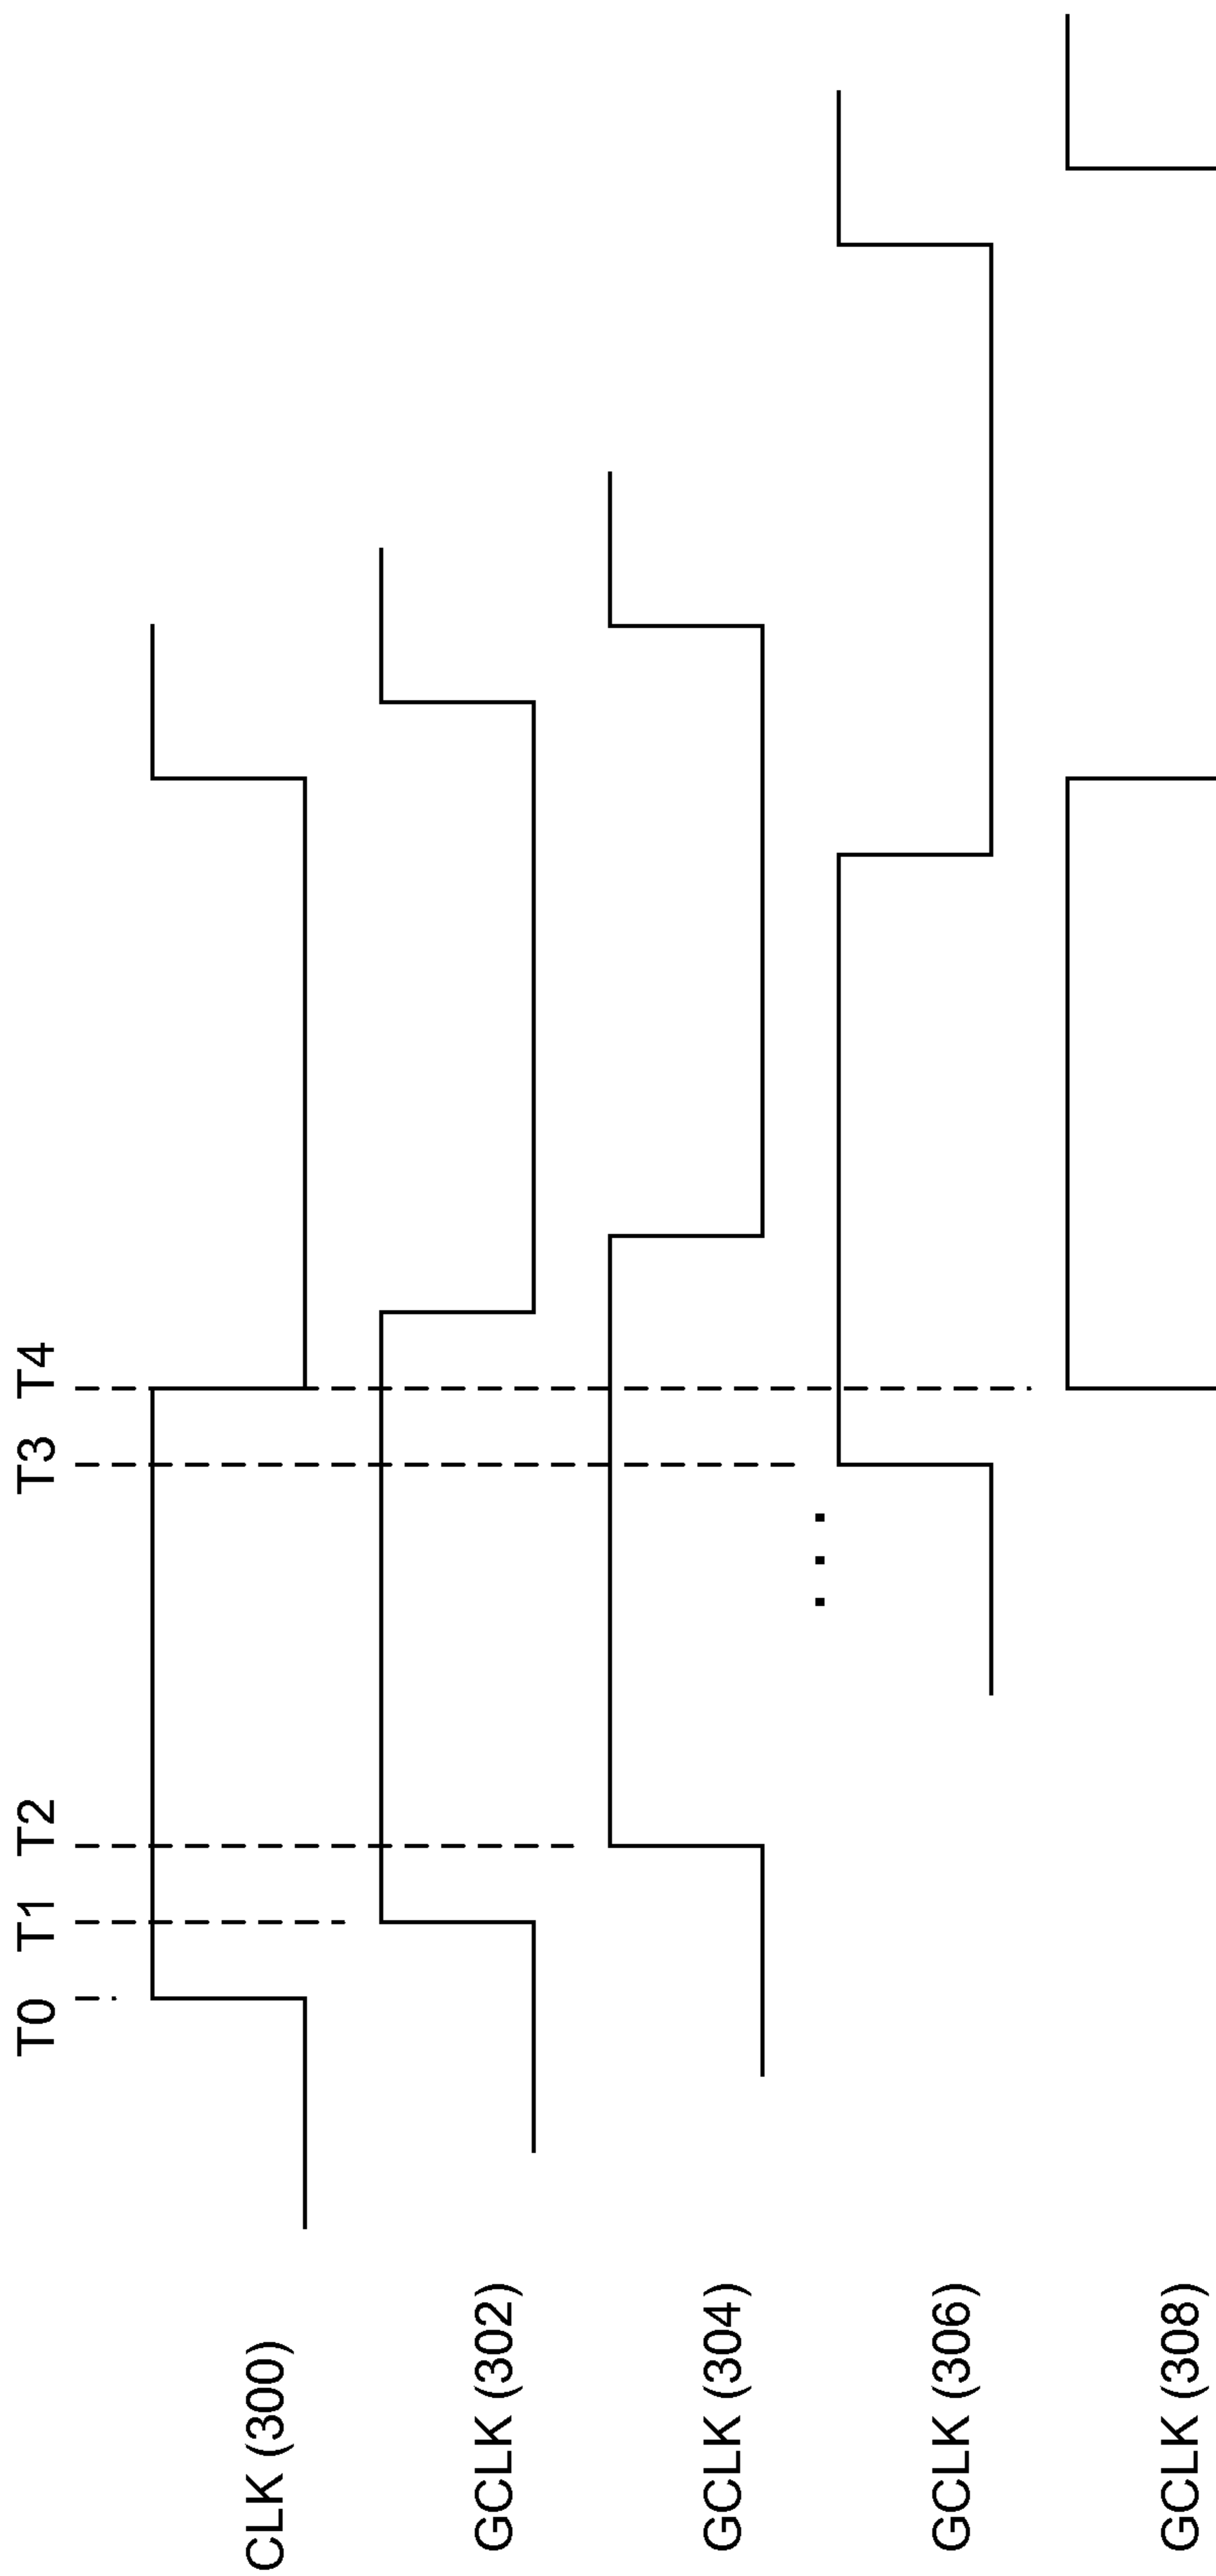 T0 T1 T2 T3 T4
CLK (300)
GCLK (302)
GCLK (304)
GCLK (306)
GCLK (308)